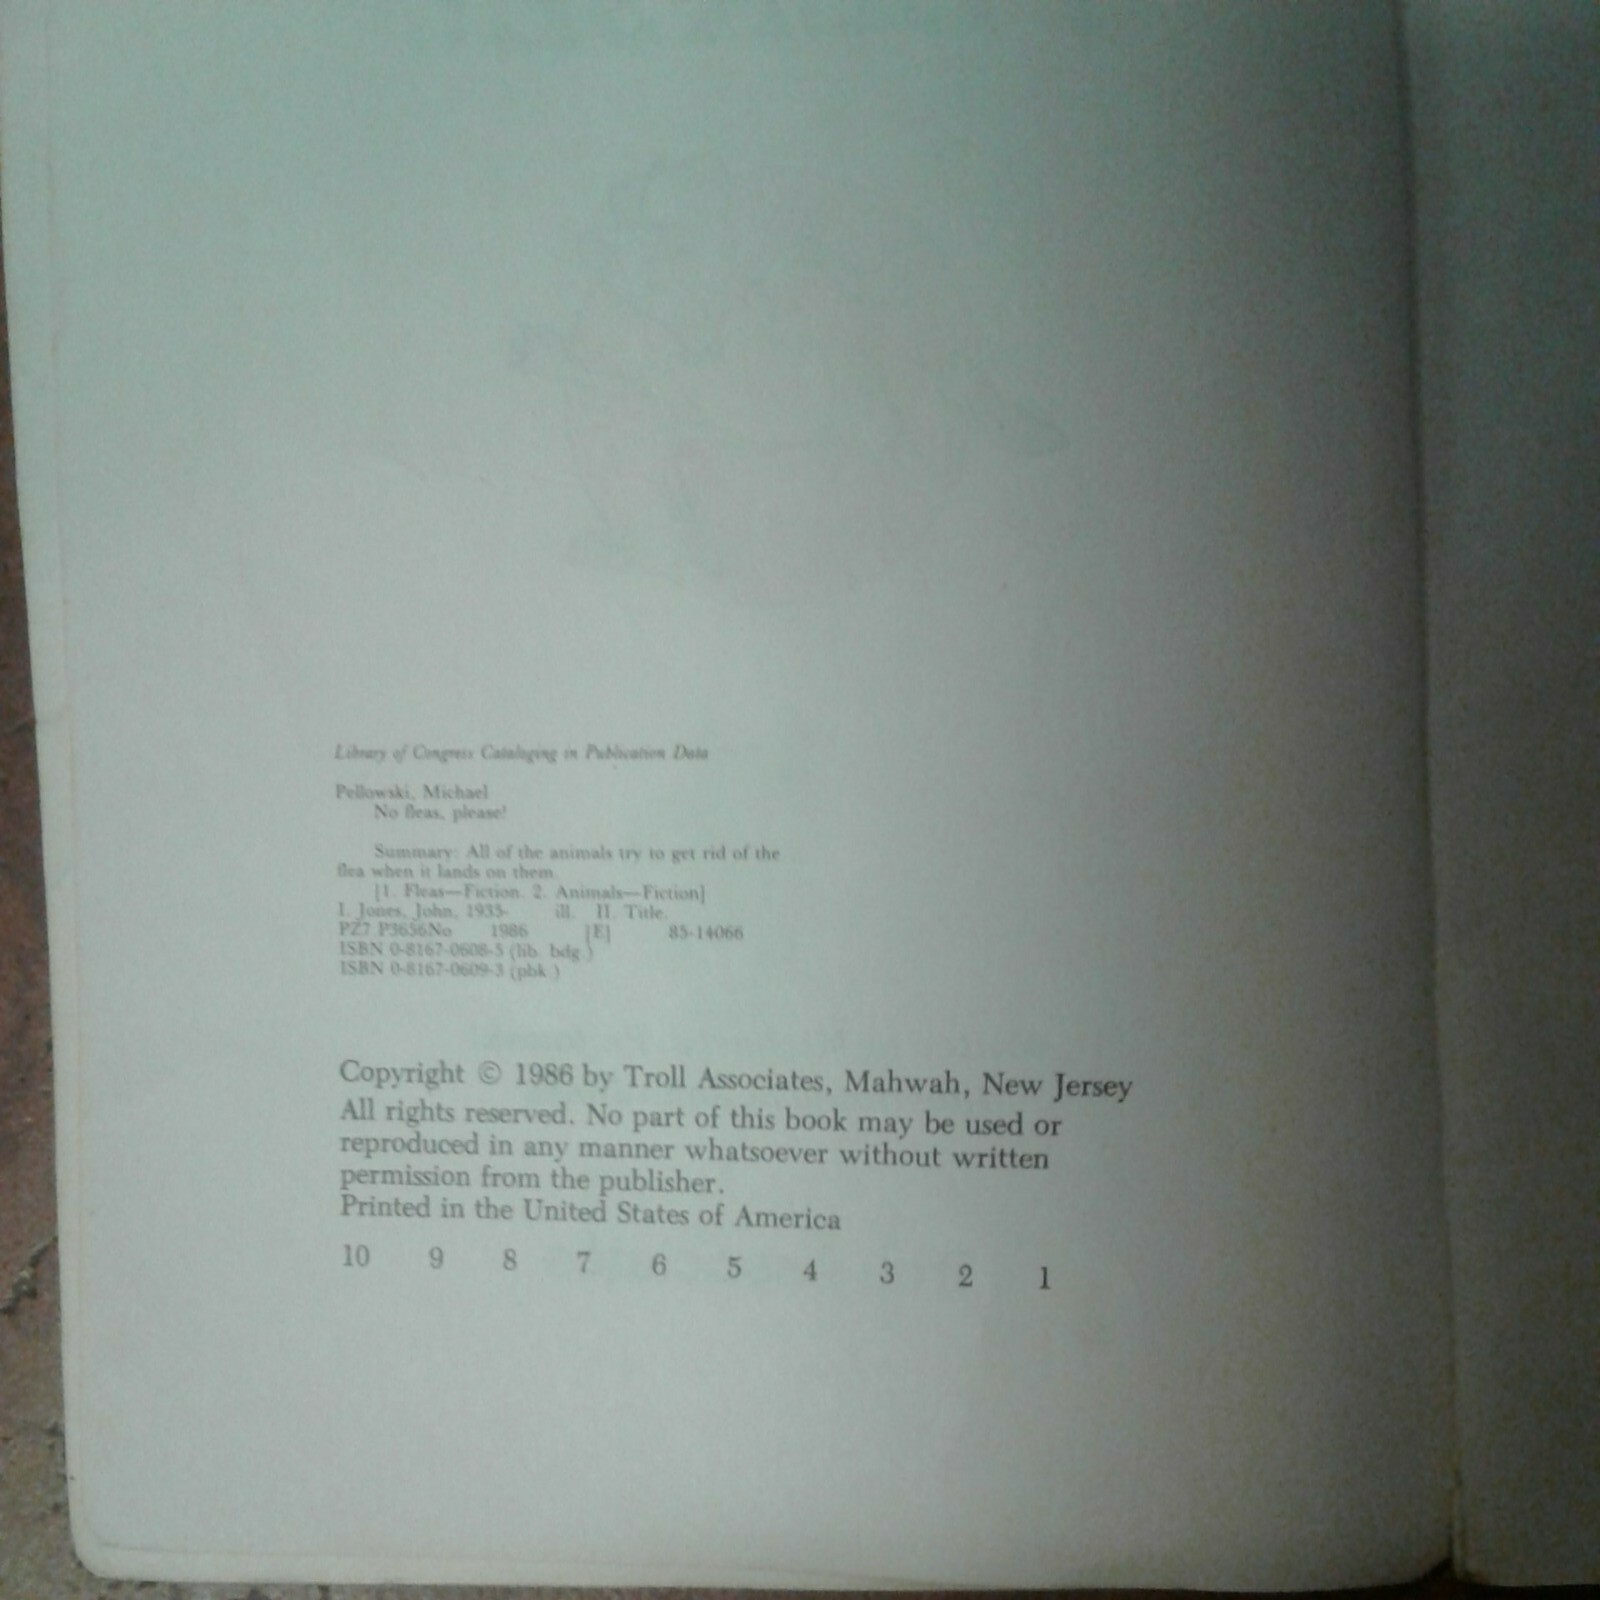 Library of Congress Cataloging in Publication Data
Pellowski, Michael
No fleas, please!
Summary: All of the animals try to get rid of the
flea when it lands on them.
[1. Fleas—Fiction. 2. Animals—Fiction]
I. Jones, John, 1935- ill. II. Title.
PZ7.P3656No 1986 [E] 85-14066
ISBN 0-8167-0608-5 (lib. bdg.)
ISBN 0-8167-0609-3 (pbk.)
Copyright © 1986 by Troll Associates, Mahwah, New Jersey
All rights reserved. No part of this book may be used or
reproduced in any manner whatsoever without written
permission from the publisher.
Printed in the United States of America
10 9 8 7 6 5 4 3 2 1